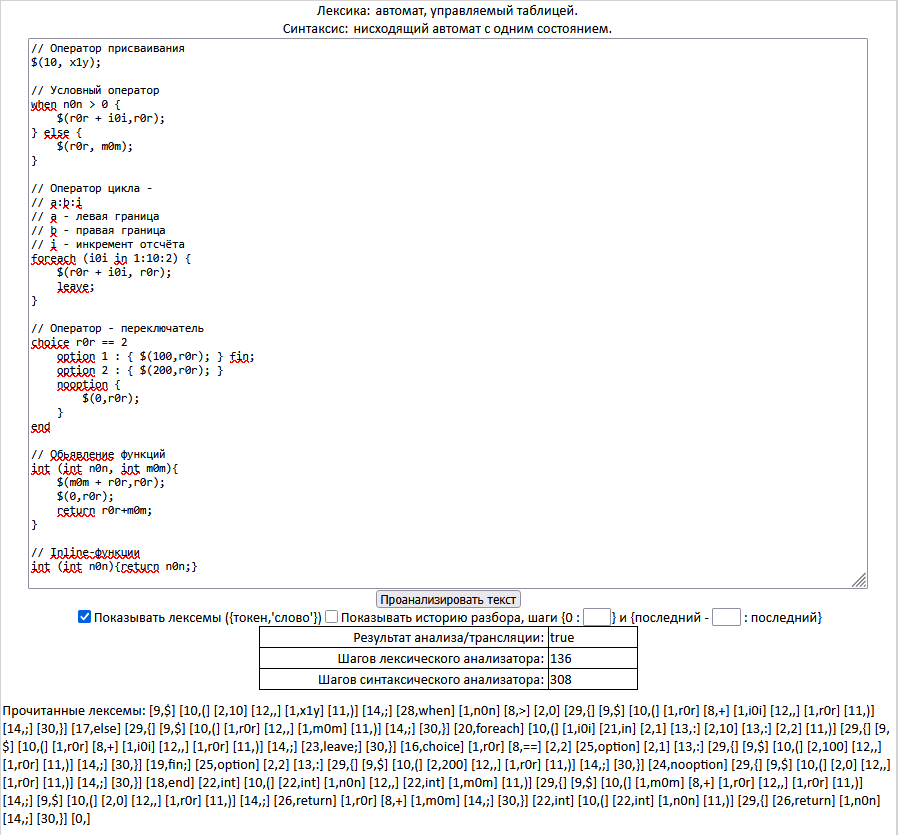 Лексика: автомат, управляемый таблицей.
Синтаксис: нисходящий автомат с одним состоянием.
// Оператор присваивания
$(10, x1y);
// Условный оператор
when n0n > 0 {
    $(r0r + i0i,r0r);
} else {
    $(r0r, m0m);
}
// Оператор цикла -
// a:b:i
// a - левая граница
// b - правая граница
// i - инкремент отсчёта
foreach (i0i in 1:10:2) {
    $(r0r + i0i, r0r);
    leave;
}
// Оператор - переключатель
choice r0r == 2
    option 1 : { $(100,r0r); } fin;
    option 2 : { $(200,r0r); }
    nooption {
        $(0,r0r);
    }
end
// Обьявление функций
int (int n0n, int m0m){
    $(m0m + r0r,r0r);
    $(0,r0r);
    return r0r+m0m;
}
// Inline-функции
int (int n0n){return n0n;}
Проанализировать текст
Показывать лексемы ({токен,'слово'}) Показывать историю разбора, шаги {0 : } и {последний - : последний}
Результат анализа/трансляции: true
Шагов лексического анализатора: 136
Шагов синтаксического анализатора: 308
Прочитанные лексемы: [9,$] [10,(] [2,10] [12,,] [1,x1y] [11,)] [14,;] [28,when] [1,n0n] [8,>] [2,0] [29,{] [9,$] [10,(] [1,r0r] [8,+] [1,i0i] [12,,] [1,r0r] [11,)]
[14,;] [30,}] [17,else] [29,{] [9,$] [10,(] [1,r0r] [12,,] [1,m0m] [11,)] [14,;] [30,}] [20,foreach] [10,(] [1,i0i] [21,in] [2,1] [13,:] [2,10] [13,:] [2,2] [11,)] [29,{] [9,
$] [10,(] [1,r0r] [8,+] [1,i0i] [12,,] [1,r0r] [11,)] [14,;] [23,leave;] [30,}] [16,choice] [1,r0r] [8,==] [2,2] [25,option] [2,1] [13,:] [29,{] [9,$] [10,(] [2,100] [12,,]
[1,r0r] [11,)] [14,;] [30,}] [19,fin;] [25,option] [2,2] [13,:] [29,{] [9,$] [10,(] [2,200] [12,,] [1,r0r] [11,)] [14,;] [30,}] [24,nooption] [29,{] [9,$] [10,(] [2,0] [12,,]
[1,r0r] [11,)] [14,;] [30,}] [18,end] [22,int] [10,(] [22,int] [1,n0n] [12,,] [22,int] [1,m0m] [11,)] [29,{] [9,$] [10,(] [1,m0m] [8,+] [1,r0r] [12,,] [1,r0r] [11,)]
[14,;] [9,$] [10,(] [2,0] [12,,] [1,r0r] [11,)] [14,;] [26,return] [1,r0r] [8,+] [1,m0m] [14,;] [30,}] [22,int] [10,(] [22,int] [1,n0n] [11,)] [29,{] [26,return] [1,n0n]
[14,;] [30,}] [0,]